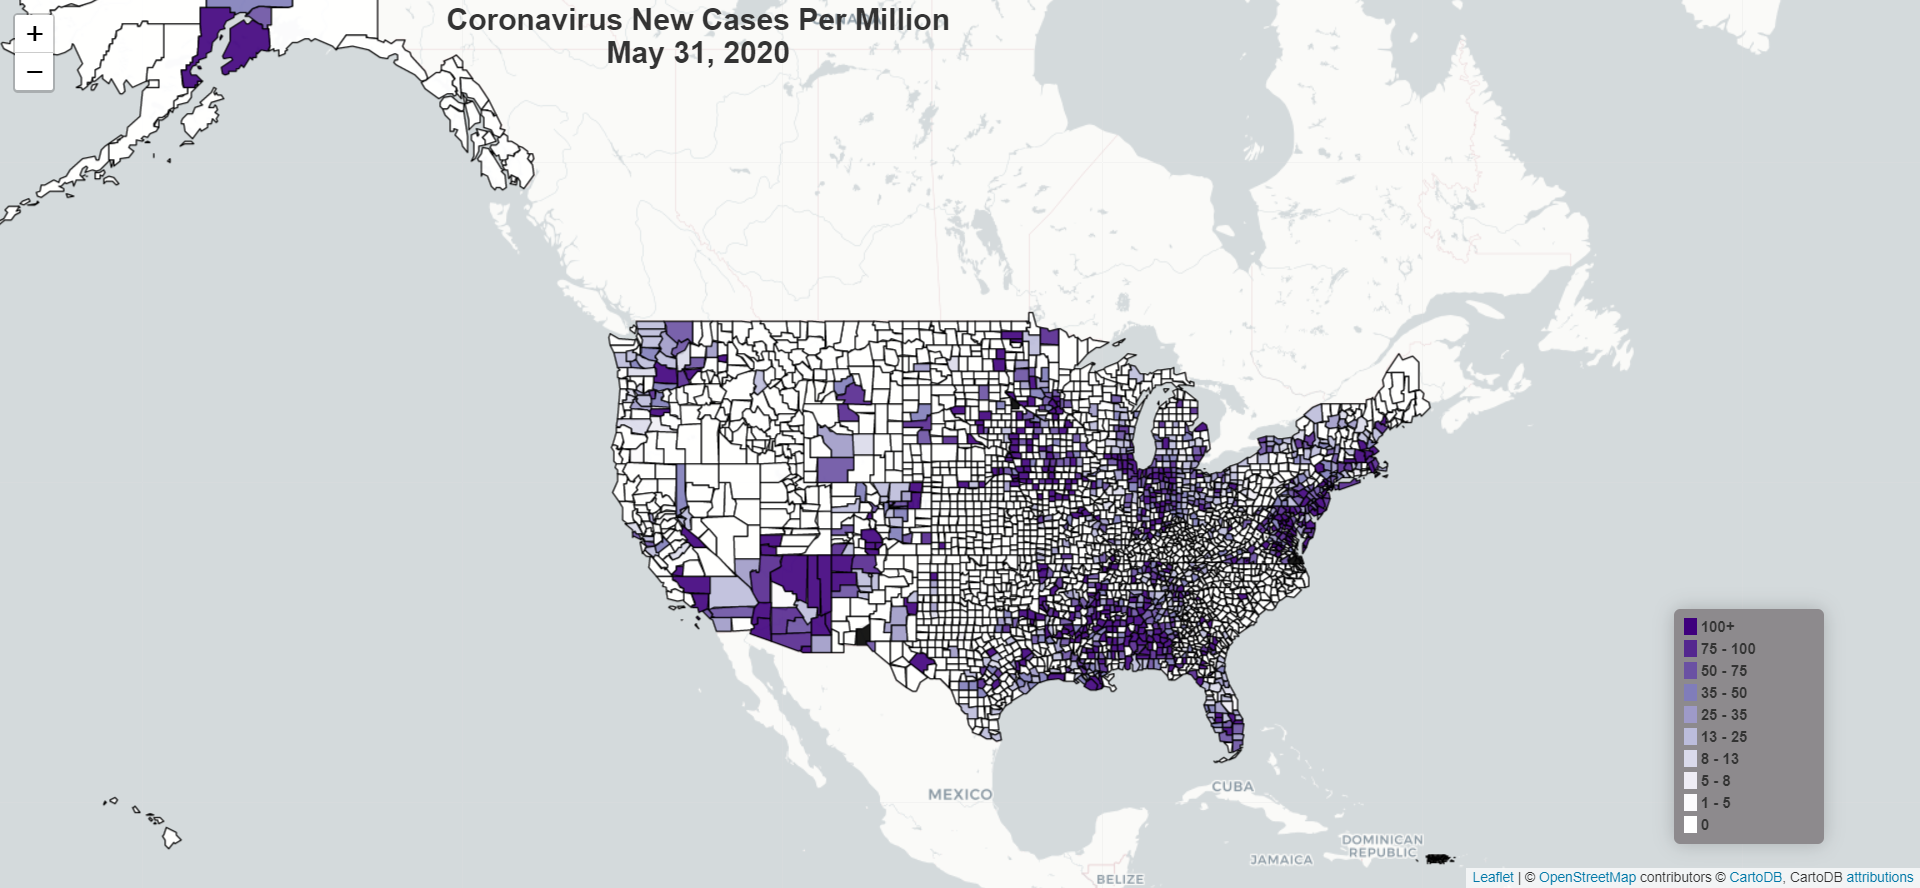 Coronavirus New Cases Per Million
May 31, 2020
CANADA
+
−
100+
75 - 100
50 - 75
35 - 50
25 - 35
13 - 25
8 - 13
5 - 8
1 - 5
0
MEXICO
CUBA
DOMINICAN
REPUBLIC
JAMAICA
BELIZE
Leaflet | © OpenStreetMap contributors © CartoDB, CartoDB attributions